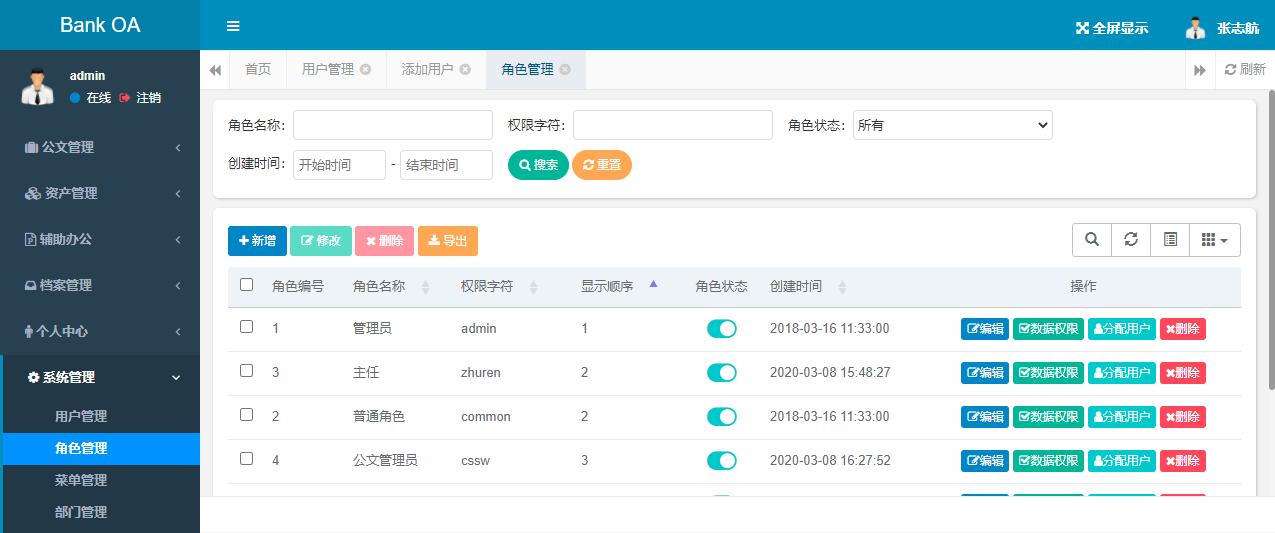 Bank OA
全屏显示 张志航
admin
在线 注销
首页 用户管理 添加用户 角色管理 刷新
公文管理
资产管理
辅助办公
档案管理
个人中心
系统管理
用户管理
角色管理
菜单管理
部门管理
角色名称： 权限字符： 角色状态： 所有
创建时间： 开始时间 - 结束时间 搜索 重置
新增 修改 删除 导出
角色编号 角色名称 权限字符 显示顺序 角色状态 创建时间 操作
1 管理员 admin 1 2018-03-16 11:33:00 编辑 数据权限 分配用户 删除
3 主任 zhuren 2 2020-03-08 15:48:27 编辑 数据权限 分配用户 删除
2 普通角色 common 2 2018-03-16 11:33:00 编辑 数据权限 分配用户 删除
4 公文管理员 cssw 3 2020-03-08 16:27:52 编辑 数据权限 分配用户 删除